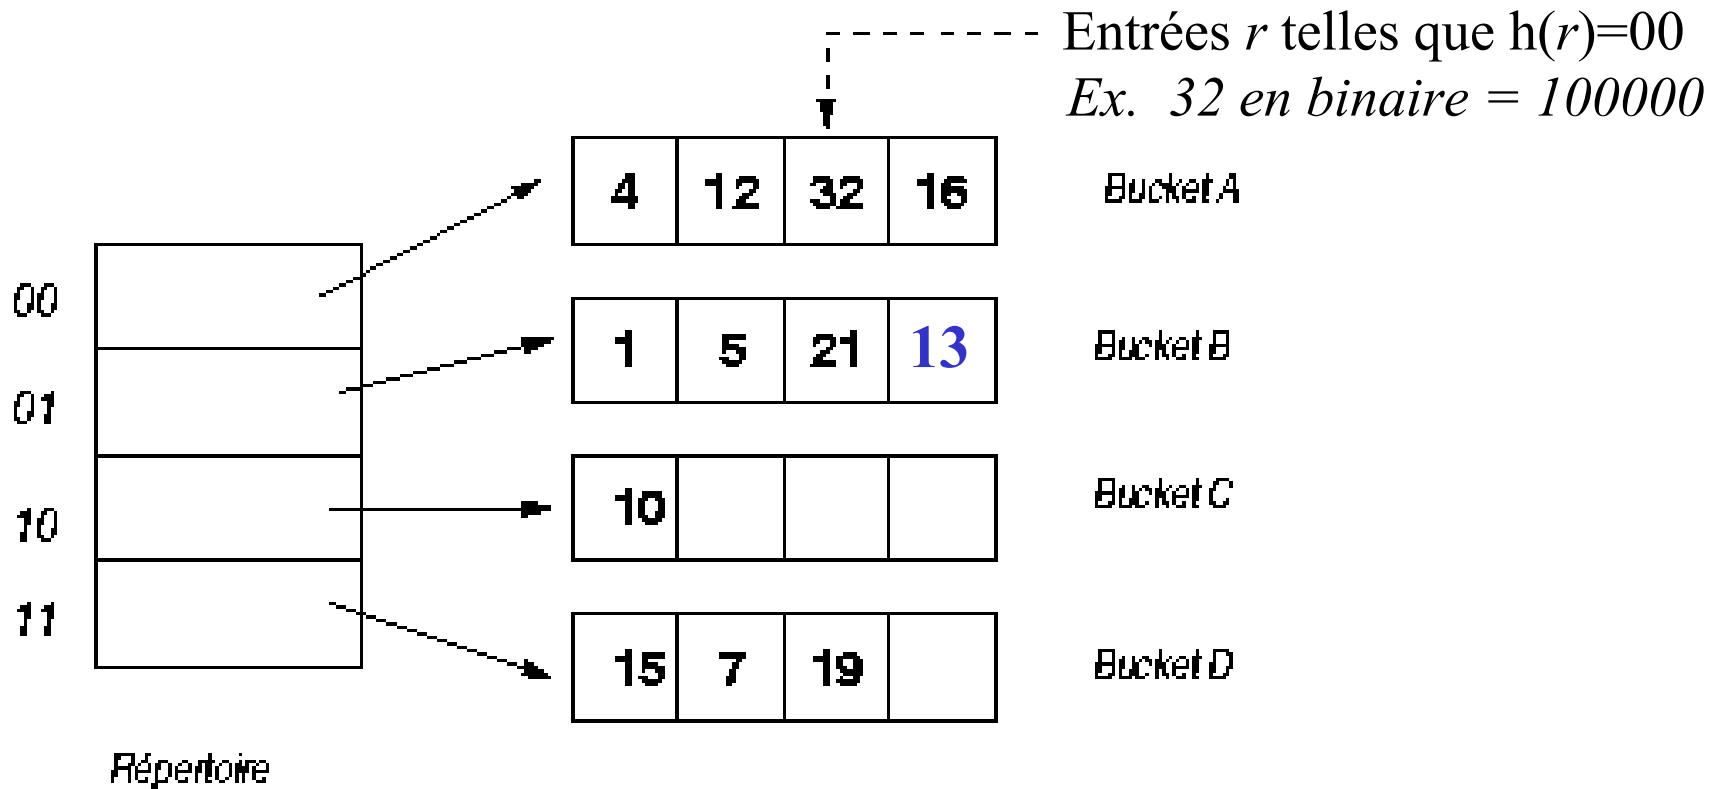 Entrées r telles que h(r)=00
Ex. 32 en binaire = 100000
4 12 32 16 Bucket A
00
1 5 21 13 Bucket B
01
10 Bucket C
10
11
15 7 19 Bucket D
Répertoire